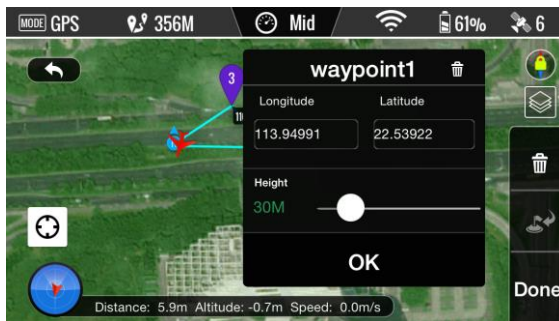 MODE GPS 356M Mid 61% 6
waypoint1
3
Longitude Latitude
113.94991 22.53922
Height
30M
OK
Done
Distance: 5.9m Altitude: -0.7m Speed: 0.0m/s